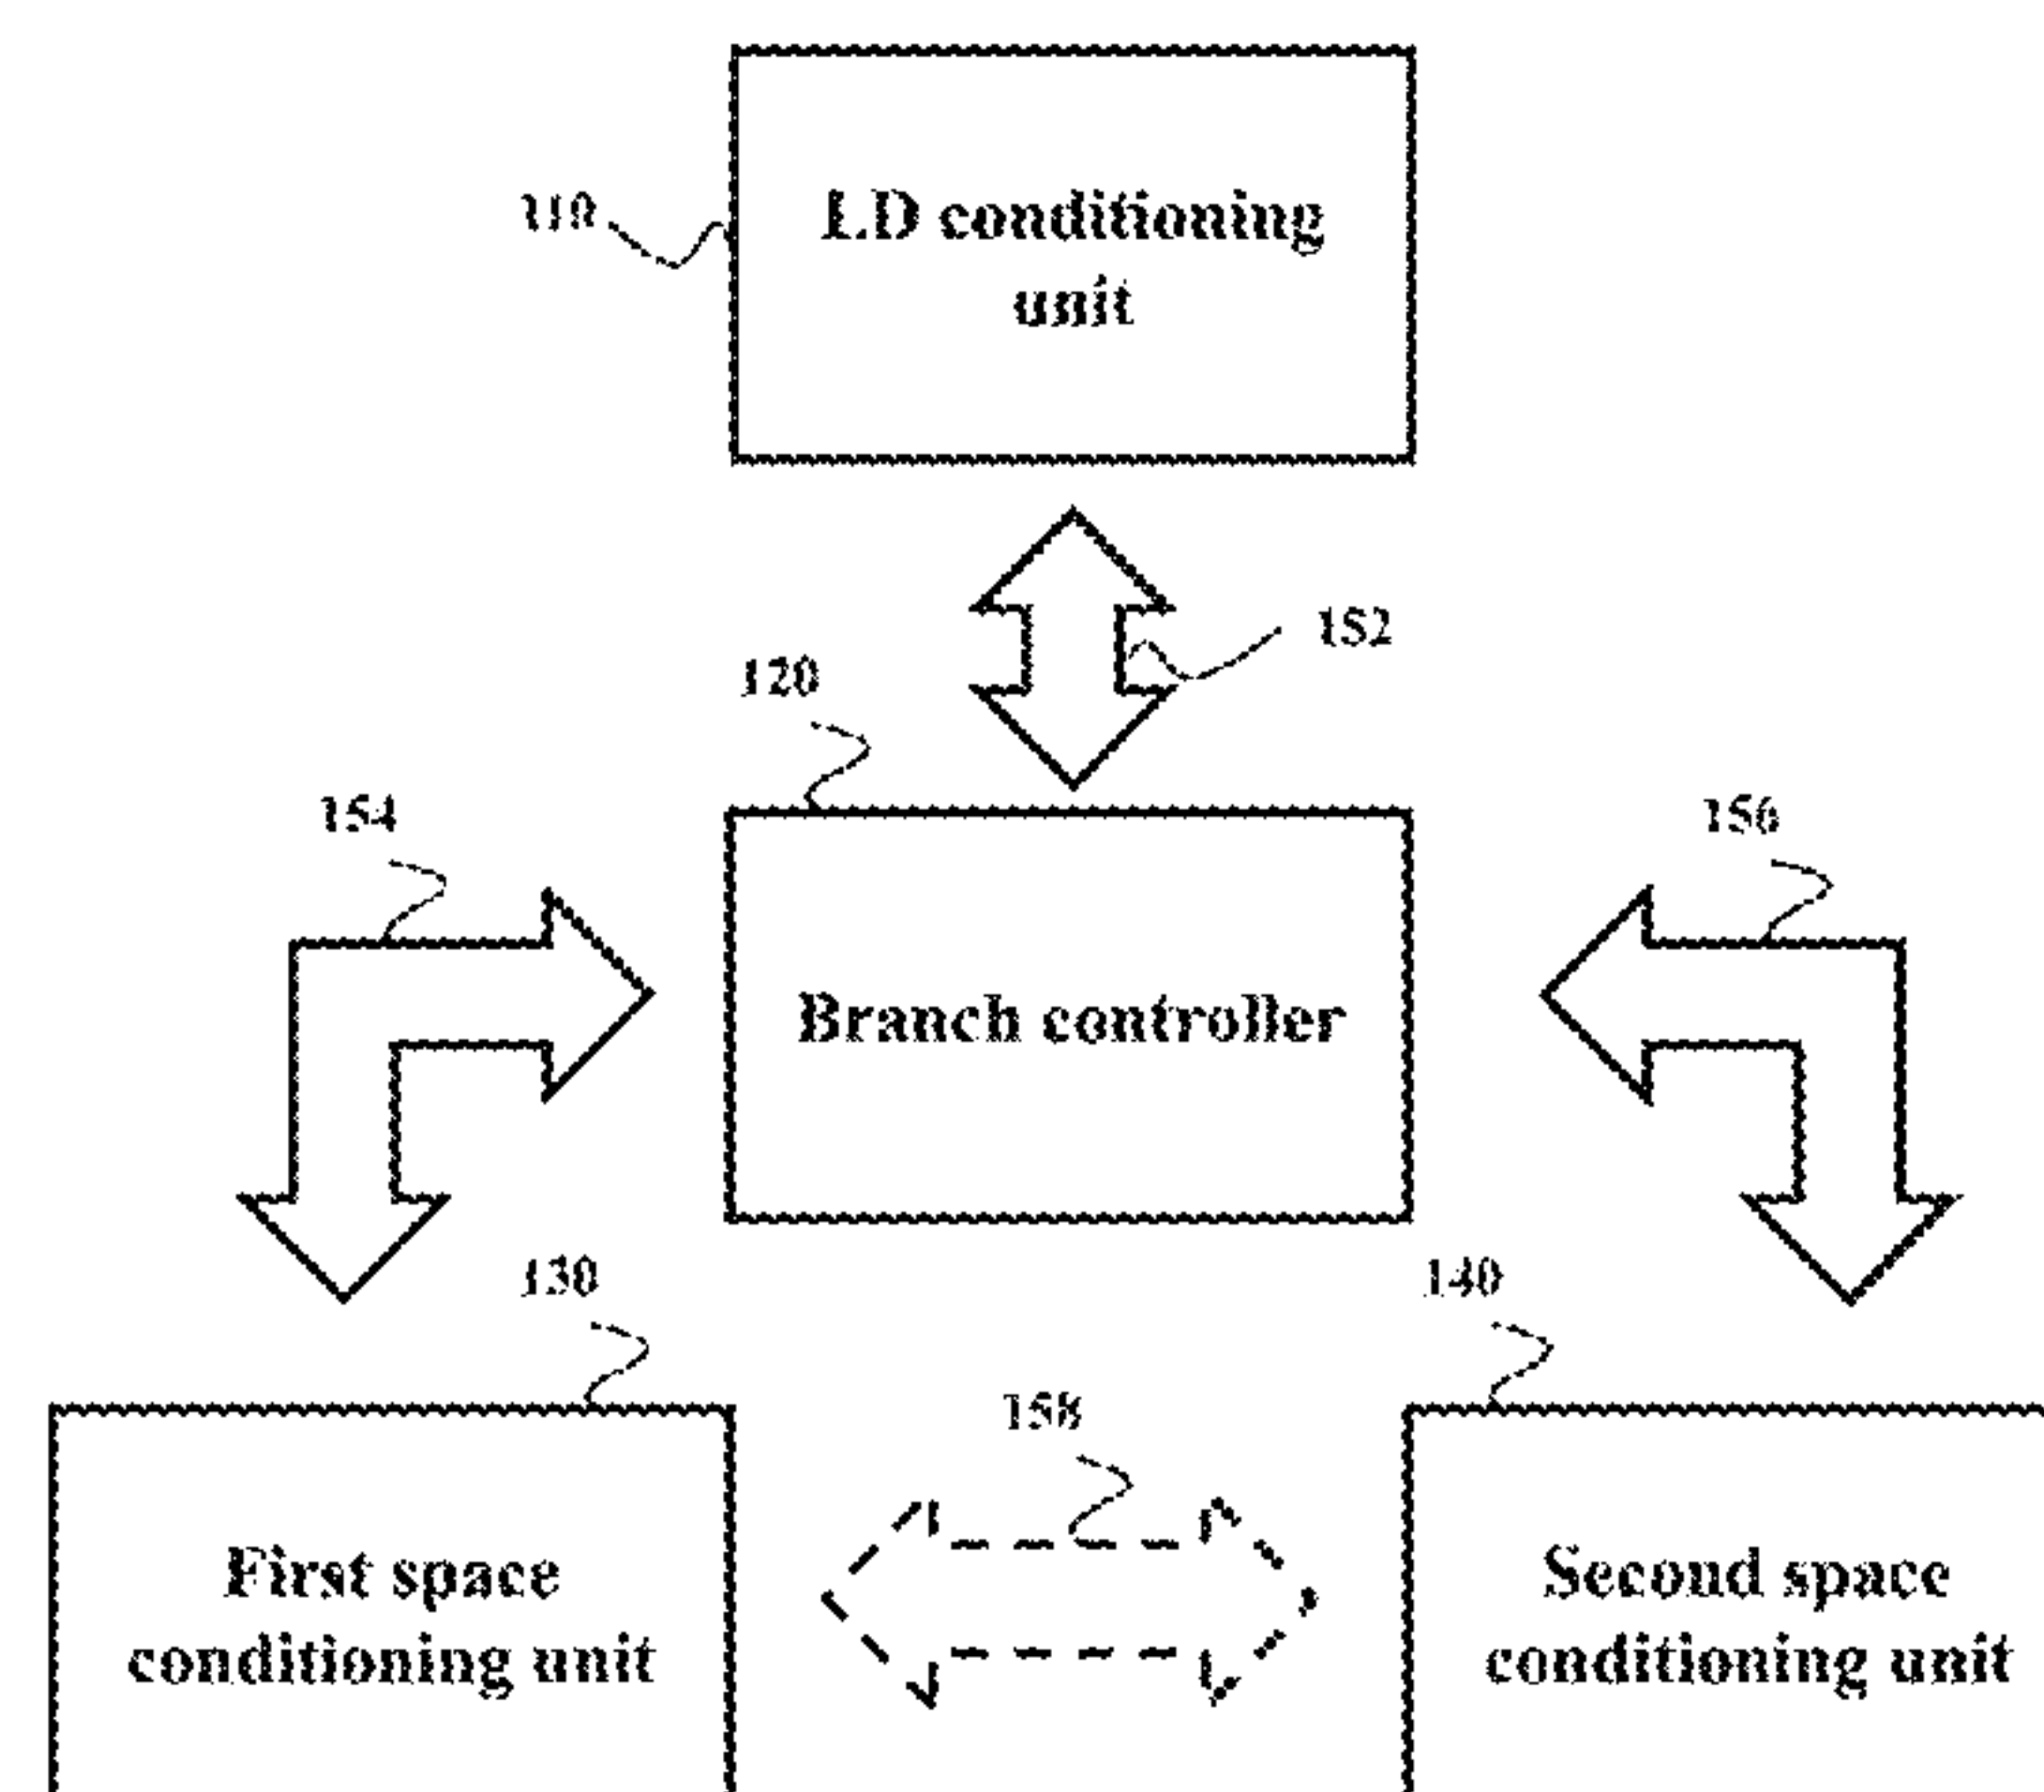 110
LD conditioning
unit
152
120
154
156
Branch controller
130
140
158
First space
conditioning unit
Second space
conditioning unit